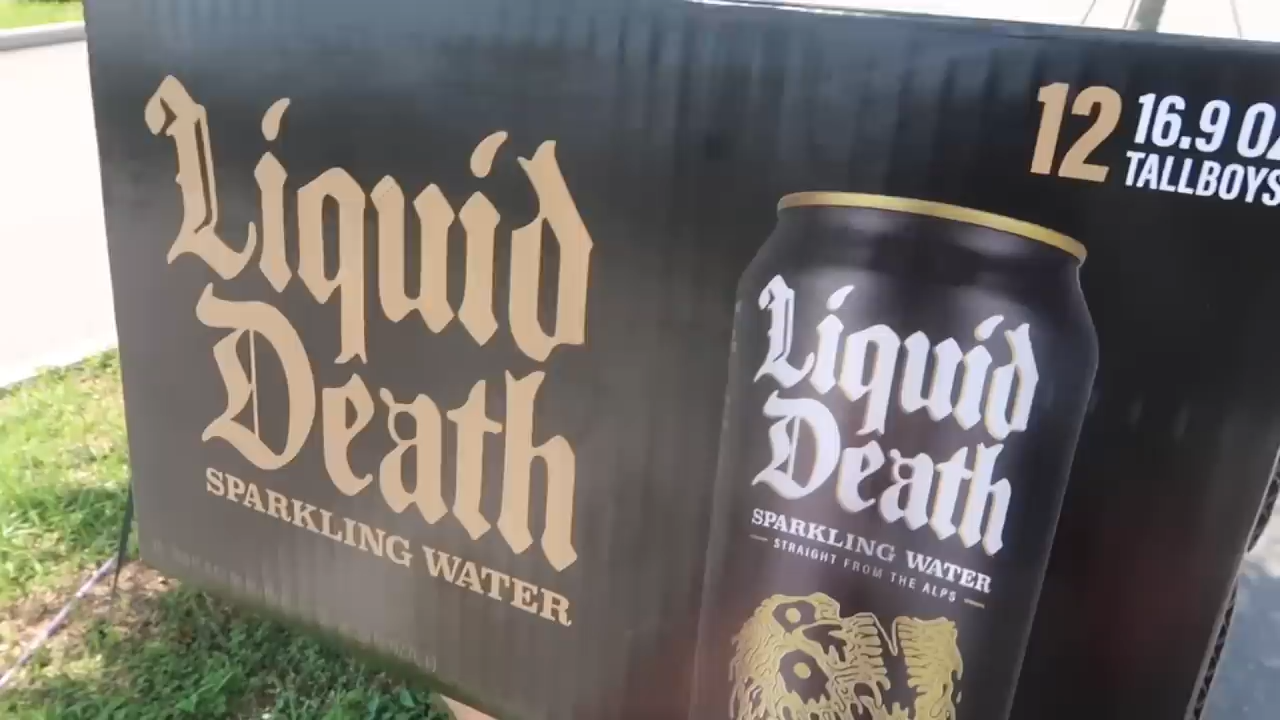 Liquid
Death
SPARKLING WATER
12 16.9 OZ
TALLBOYS
Liquid
Death
SPARKLING WATER
STRAIGHT FROM THE ALPS